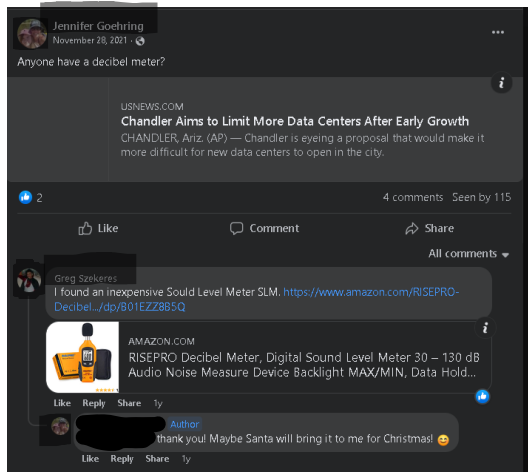 Jennifer Goehring
November 28, 2021 ·
Anyone have a decibel meter?
USNEWS.COM
Chandler Aims to Limit More Data Centers After Early Growth
CHANDLER, Ariz. (AP) — Chandler is eyeing a proposal that would make it
more difficult for new data centers to open in the city.
2
4 comments Seen by 115
Like Comment Share
All comments
Greg Szekeres
I found an inexpensive Sould Level Meter SLM. https://www.amazon.com/RISEPRO-
Decibel.../dp/B01EZZ8B5Q
AMAZON.COM
RISEPRO Decibel Meter, Digital Sound Level Meter 30 – 130 dB
Audio Noise Measure Device Backlight MAX/MIN, Data Hold...
Like Reply Share 1y
Author
thank you! Maybe Santa will bring it to me for Christmas! 😊
Like Reply Share 1y